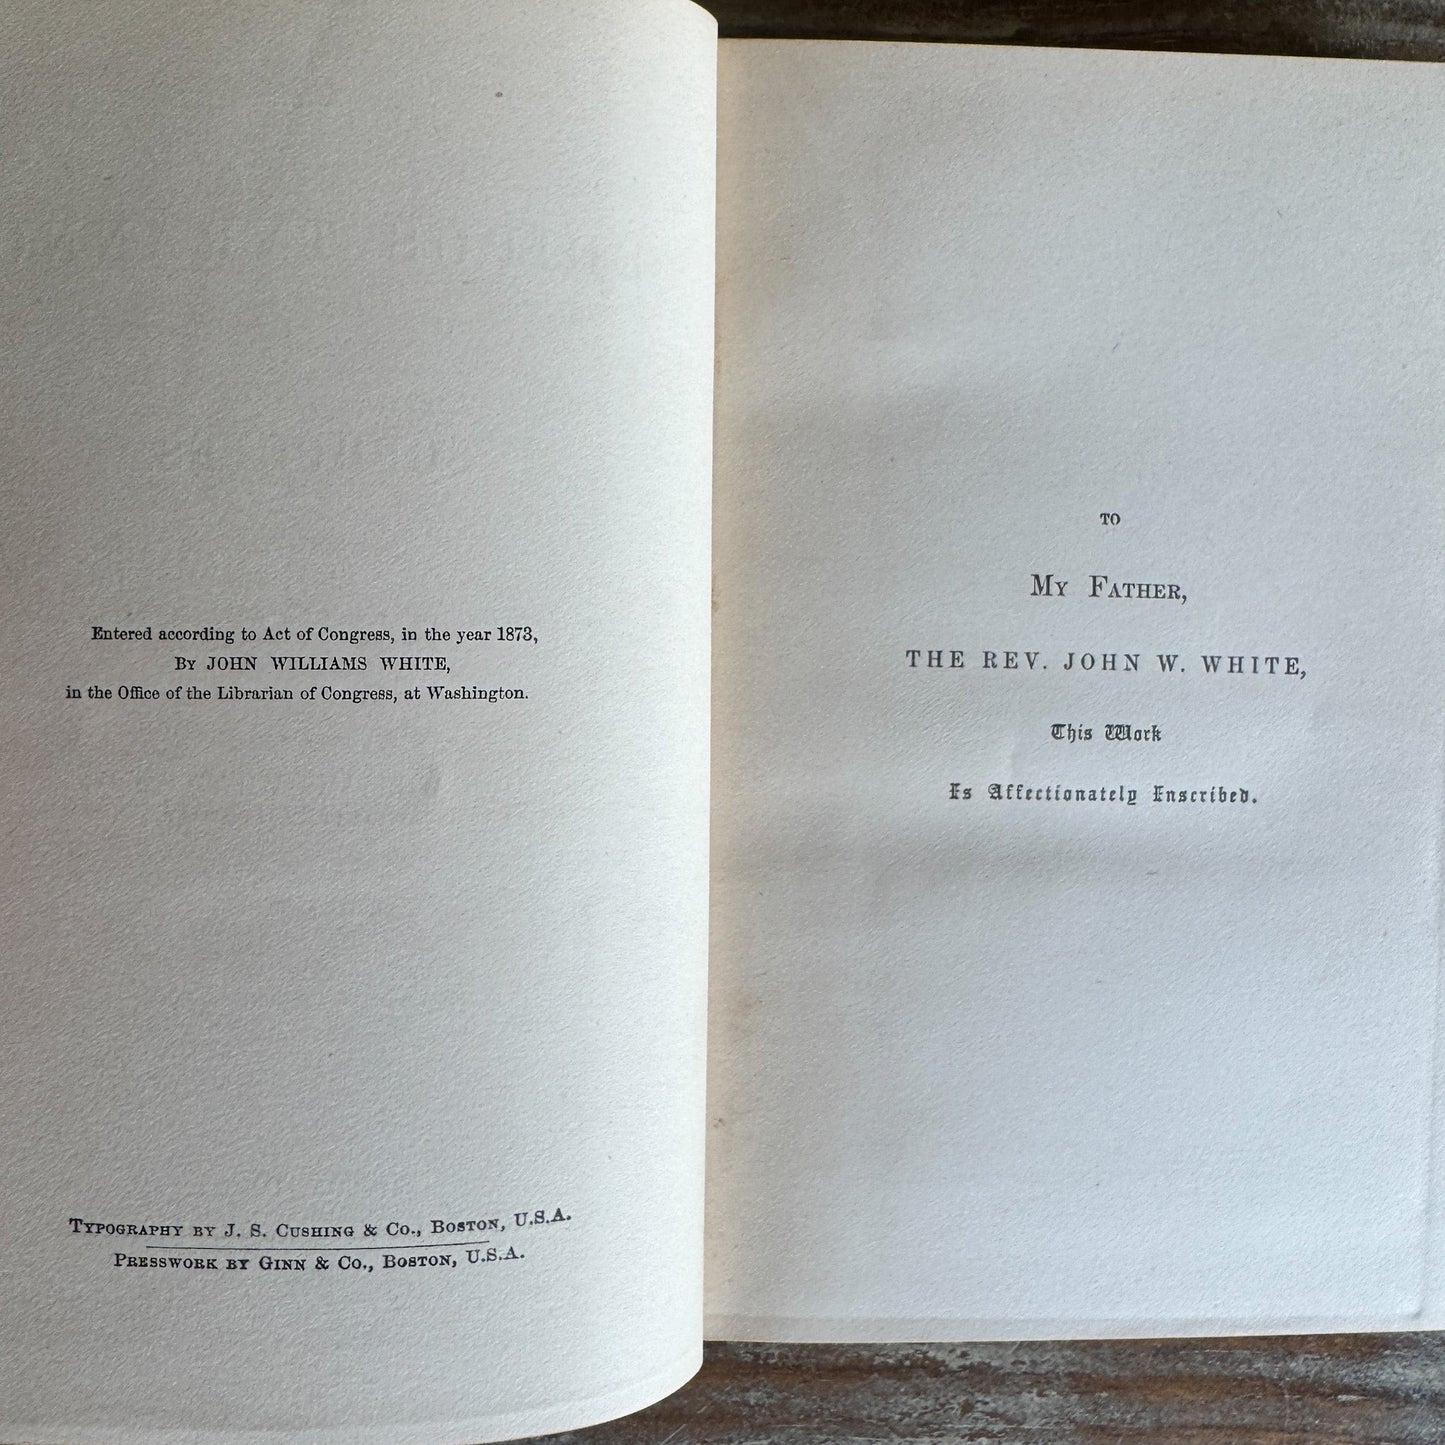 Entered according to Act of Congress, in the year 1873,
By JOHN WILLIAMS WHITE,
in the Office of the Librarian of Congress, at Washington.
Typography by J. S. Cushing & Co., Boston, U.S.A.
Presswork by Ginn & Co., Boston, U.S.A.
TO
My Father,
THE REV. JOHN W. WHITE,
This Work
Is Affectionately Inscribed.